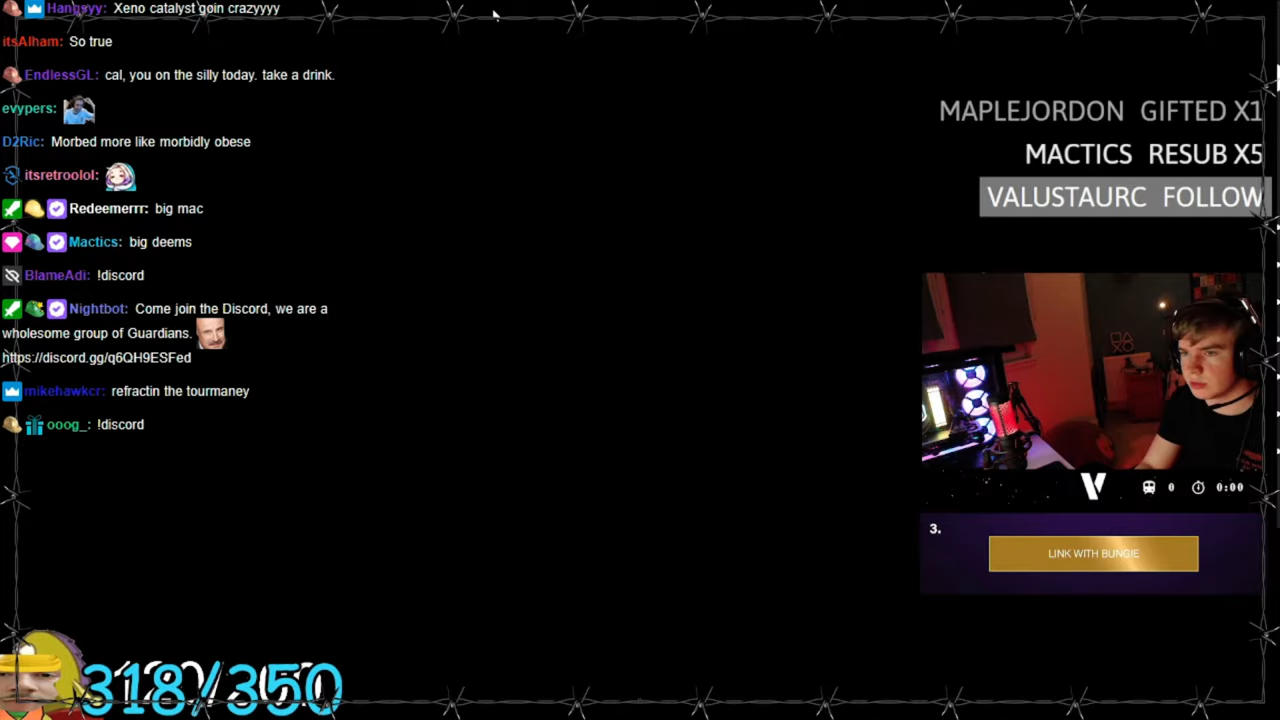 Hangsyy: Xeno catalyst goin crazyyyy
itsAlham: So true
EndlessGL: cal, you on the silly today. take a drink.
evypers:
D2Ric: Morbed more like morbidly obese
itsretroolol:
Redeemerrr: big mac
Mactics: big deems
BlameAdi: !discord
Nightbot: Come join the Discord, we are a
wholesome group of Guardians.
https://discord.gg/q6QH9ESFed
mikehawkcr: refractin the tourmaney
ooog_: !discord
MAPLEJORDON GIFTED X1
MACTICS RESUB X5
VALUSTAURC FOLLOW
0 0:00
3.
LINK WITH BUNGIE
318/350